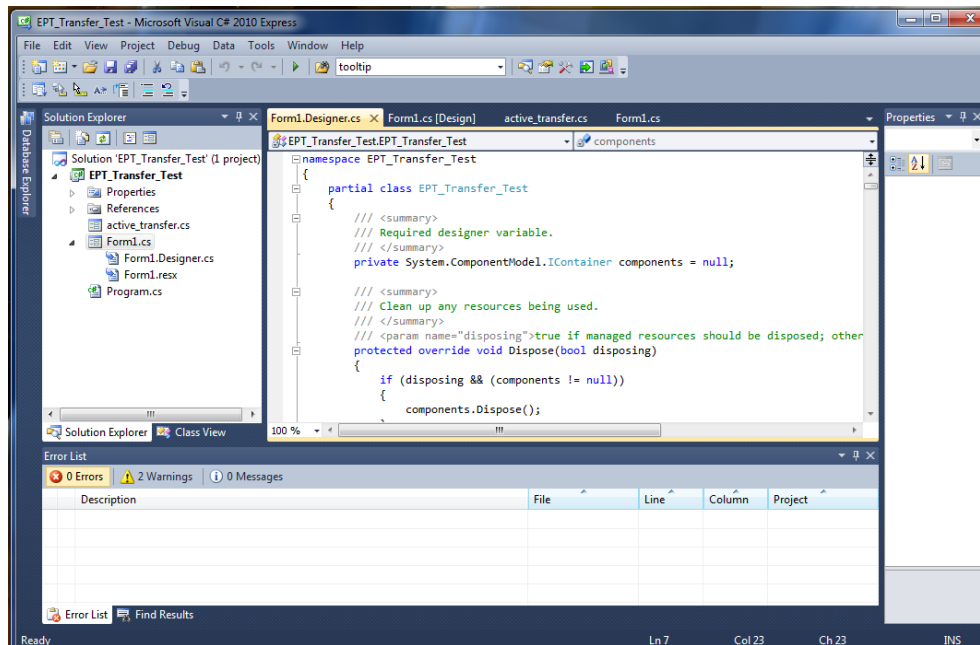 EPT_Transfer_Test - Microsoft Visual C# 2010 Express
File Edit View Project Debug Data Tools Window Help
tooltip
Database Explorer
Solution Explorer
Solution 'EPT_Transfer_Test' (1 project)
EPT_Transfer_Test
Properties
References
active_transfer.cs
Form1.cs
Form1.Designer.cs
Form1.resx
Program.cs
Solution Explorer Class View
Form1.Designer.cs Form1.cs [Design] active_transfer.cs Form1.cs
EPT_Transfer_Test.EPT_Transfer_Test components
namespace EPT_Transfer_Test
{
partial class EPT_Transfer_Test
{
/// <summary>
/// Required designer variable.
/// </summary>
private System.ComponentModel.IContainer components = null;
/// <summary>
/// Clean up any resources being used.
/// </summary>
/// <param name="disposing">true if managed resources should be disposed; other
protected override void Dispose(bool disposing)
{
if (disposing && (components != null))
{
components.Dispose();
100 %
Properties
Error List
0 Errors 2 Warnings 0 Messages
Description File Line Column Project
Error List Find Results
Ready Ln 7 Col 23 Ch 23 INS